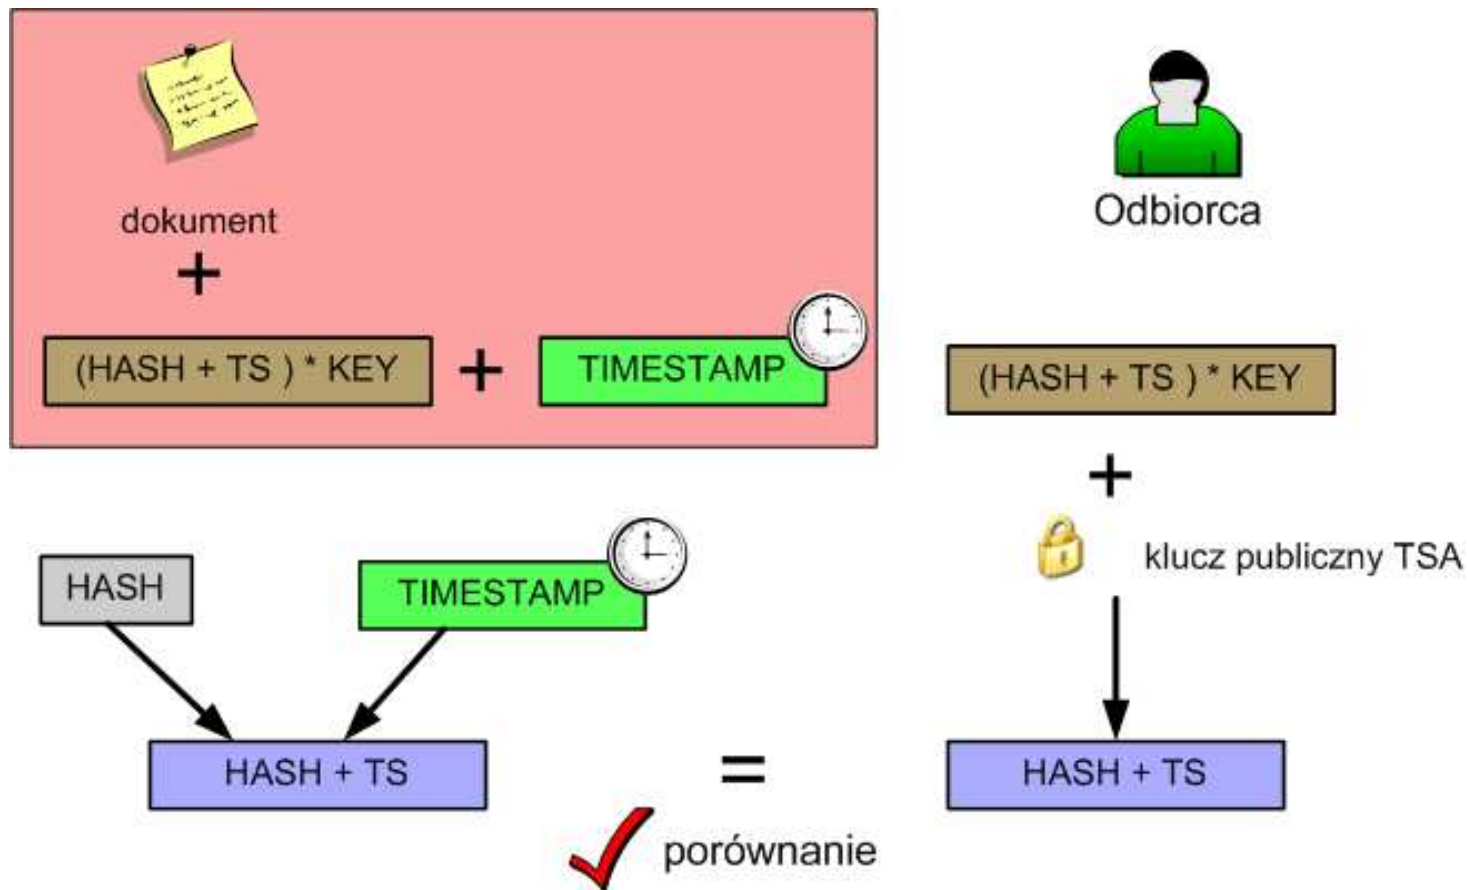 dokument
+
(HASH + TS ) * KEY + TIMESTAMP
Odbiorca
(HASH + TS ) * KEY
+
klucz publiczny TSA
HASH TIMESTAMP
HASH + TS = HASH + TS
porównanie